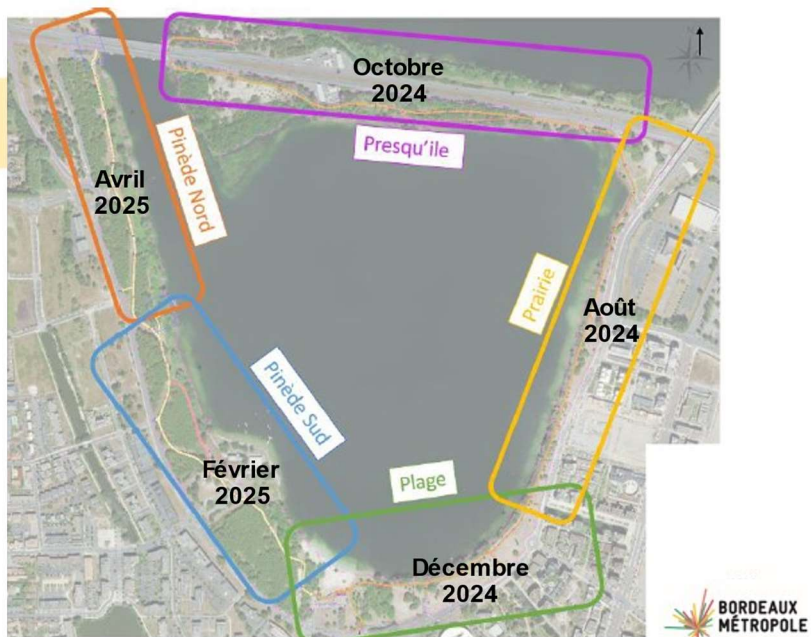 Octobre
2024
Presqu'ile
Pinède Nord
Avril
2025
Prairie
Août
2024
Pinède Sud
Février
2025
Plage
Décembre
2024
BORDEAUX
MÉTROPOLE